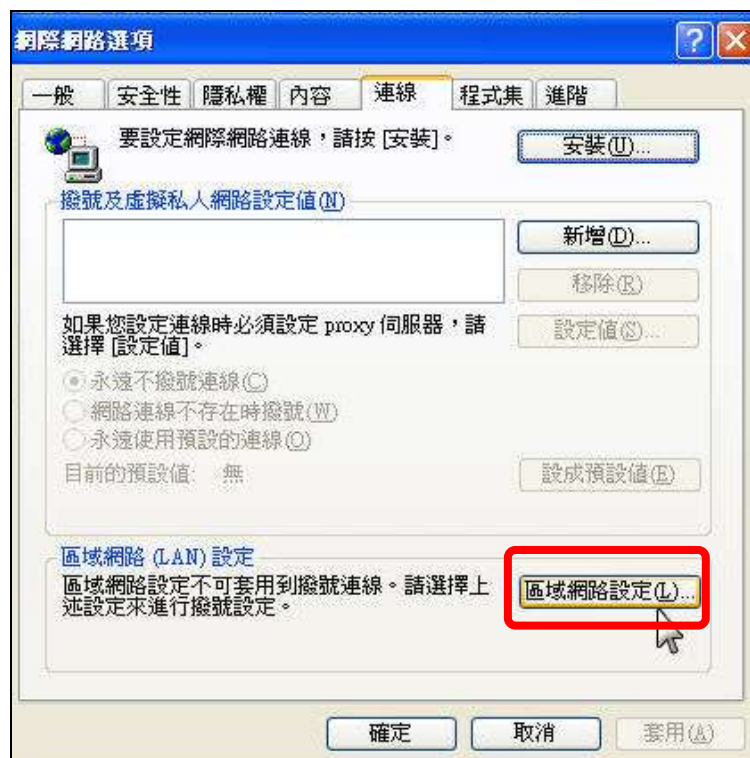 網際網路選項
一般 安全性 隱私權 內容 連線 程式集 進階
要設定網際網路連線，請按 [安裝]。
安裝(U)...
撥號及虛擬私人網路設定值(N)
新增(D)...
移除(R)
如果您設定連線時必須設定 proxy 伺服器，請
選擇 [設定值]。
設定值(S)...
永遠不撥號連線(C)
網路連線不存在時撥號(W)
永遠使用預設的連線(O)
目前的預設值: 無
設成預設值(E)
區域網路 (LAN) 設定
區域網路設定不可套用到撥號連線。請選擇上
述設定來進行撥號設定。
區域網路設定(L)...
確定 取消 套用(A)